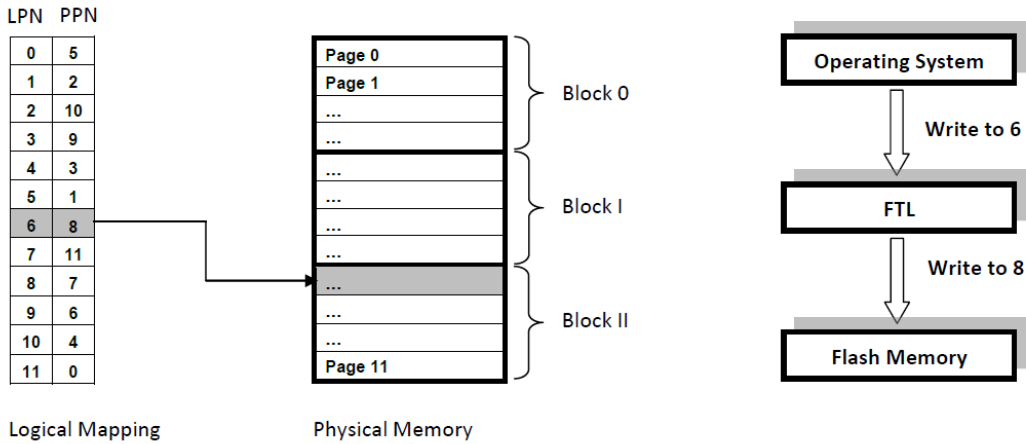 LPN PPN
0 5
1 2
2 10
3 9
4 3
5 1
6 8
7 11
8 7
9 6
10 4
11 0
Logical Mapping
Page 0
Page 1
...
...
...
...
...
...
...
...
...
Page 11
Block 0
Block I
Block II
Physical Memory
Operating System
Write to 6
FTL
Write to 8
Flash Memory